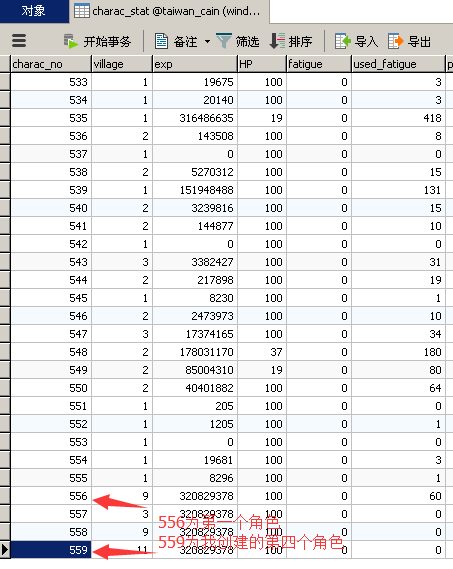 对象
charac_stat @taiwan_cain (wind...
开始事务
备注
筛选
排序
导入
导出
charac_no village exp HP fatigue used_fatigue p
533 1 19675 100 0 3
534 1 20140 100 0 3
535 1 316486635 19 0 418
536 2 143508 100 0 8
537 1 0 100 0 0
538 2 5270312 100 0 15
539 1 151948488 100 0 131
540 2 3239816 100 0 15
541 2 144877 100 0 10
542 1 0 100 0 0
543 3 3382427 100 0 31
544 2 217898 100 0 19
545 1 8230 100 0 1
546 2 2473973 100 0 10
547 3 17374165 100 0 34
548 2 178031170 37 0 180
549 2 85004310 19 0 80
550 2 40401882 100 0 64
551 1 205 100 0 0
552 1 1205 100 0 1
553 1 0 100 0 0
554 1 19681 100 0 3
555 1 8296 100 0 1
556 9 320829378 100 0 60
557 3 320829378 100 0 0
556为第一个角色
558 9 320829378 100 0 0
559为我创建的第四个角色
559 11 320829378 100 0 0